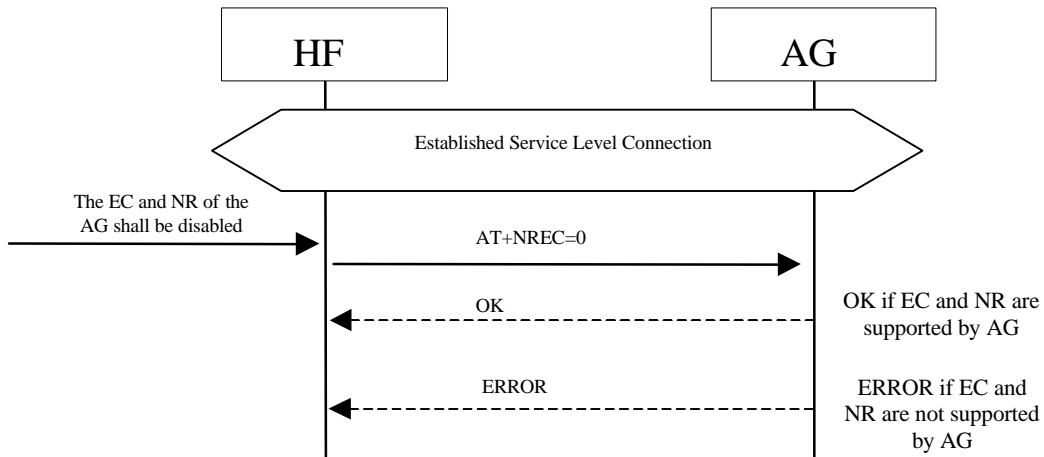 HF
AG
Established Service Level Connection
The EC and NR of the
AG shall be disabled
AT+NREC=0
OK
OK if EC and NR are
supported by AG
ERROR
ERROR if EC and
NR are not supported
by AG